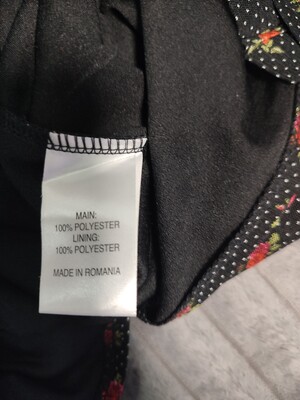 MAIN:
100% POLYESTER
LINING:
100% POLYESTER
MADE IN ROMANIA